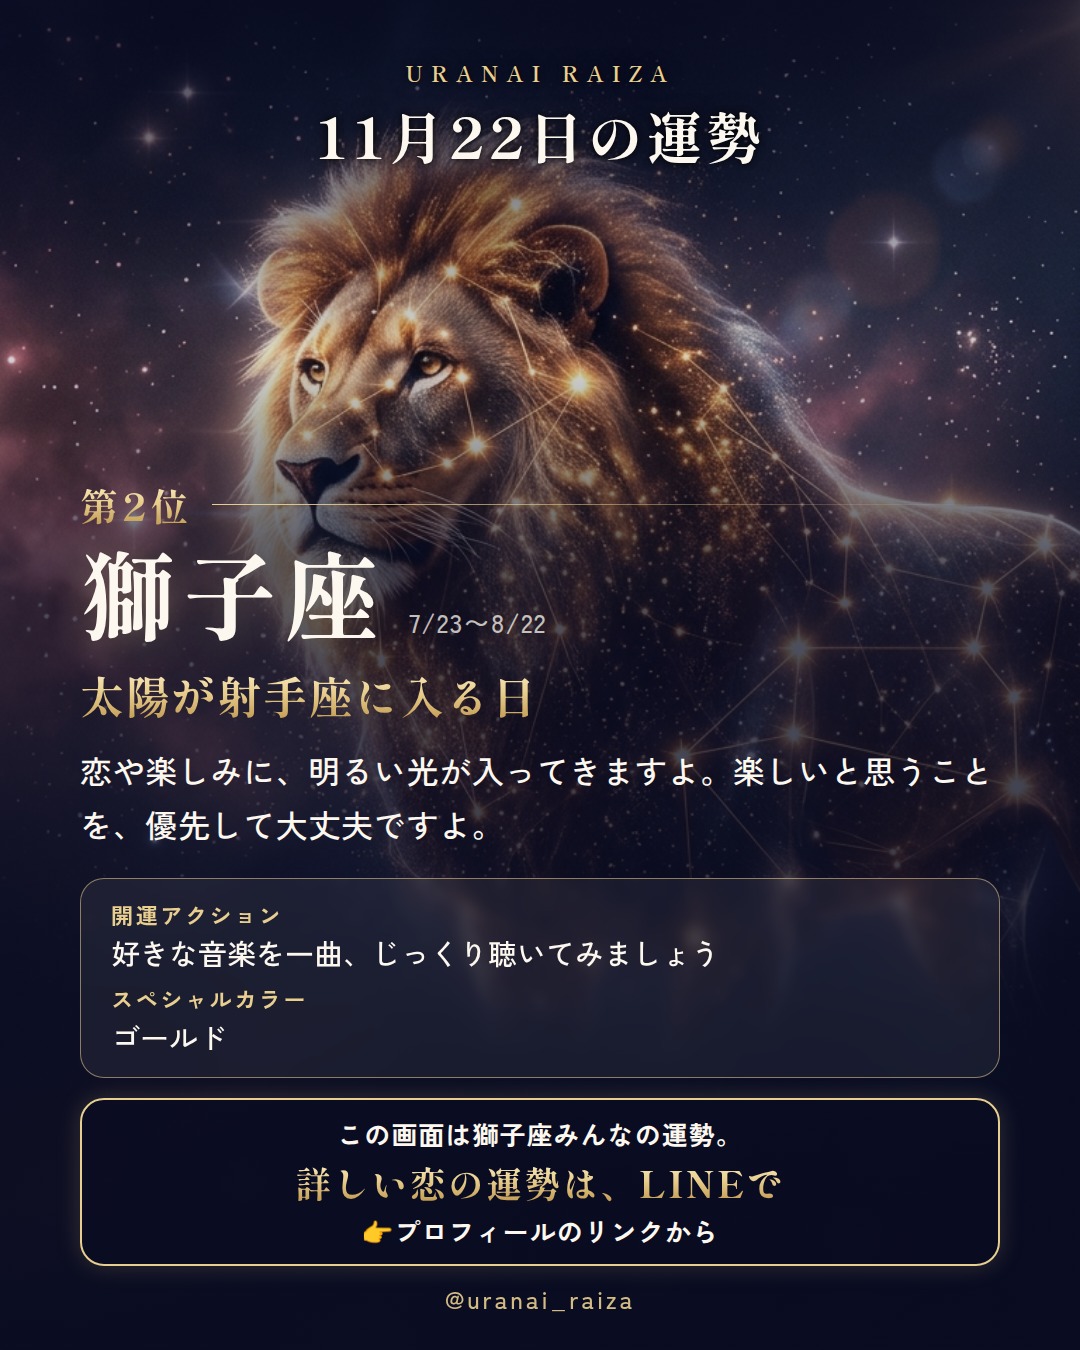 URANAI RAIZA
11月22日の運勢
第2位
獅子座 7/23〜8/22
太陽が射手座に入る日
恋や楽しみに、明るい光が入ってきますよ。楽しいと思うこと
を、優先して大丈夫ですよ。
開運アクション
好きな音楽を一曲、じっくり聴いてみましょう
スペシャルカラー
ゴールド
この画面は獅子座みんなの運勢。
詳しい恋の運勢は、LINEで
👉プロフィールのリンクから
@uranai_raiza